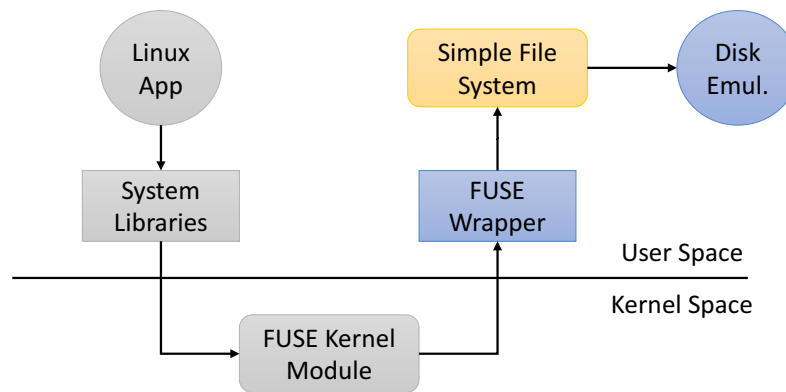 Linux
App
Simple File
System
Disk
Emul.
System
Libraries
FUSE
Wrapper
User Space
Kernel Space
FUSE Kernel
Module